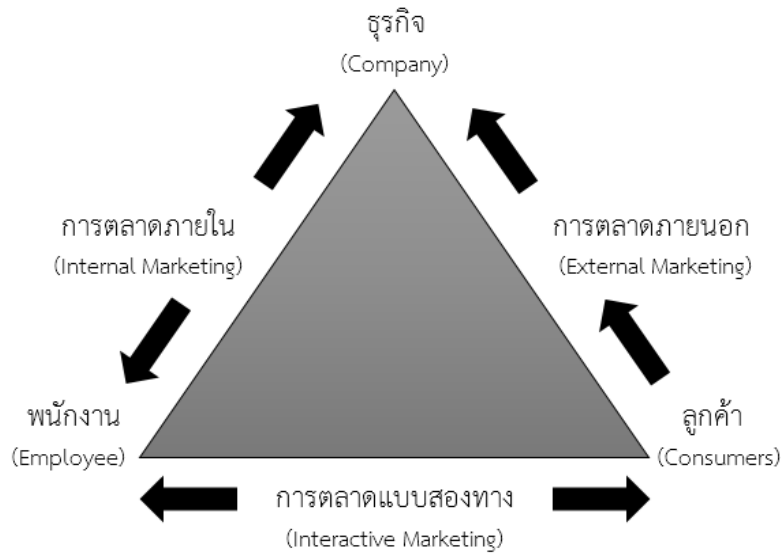 ธุรกิจ
(Company)
การตลาดภายใน
(Internal Marketing)
การตลาดภายนอก
(External Marketing)
พนักงาน
(Employee)
ลูกค้า
(Consumers)
การตลาดแบบสองทาง
(Interactive Marketing)